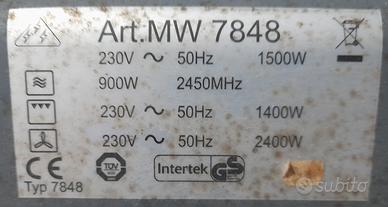 Art.MW 7848
230V ~ 50Hz 1500W
900W 2450MHz
230V ~ 50Hz 1400W
230V ~ 50Hz 2400W
CE TÜV Intertek GS
Typ 7848
subito